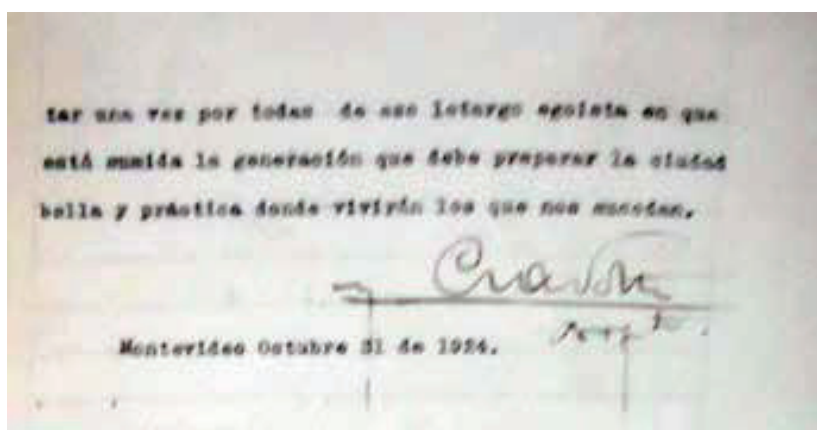 tar una vez por todas de ese letargo egoista en que
está sumida la generación que debe preparar la ciudad
bella y práctica donde vivirán los que nos sucedan.
Montevideo Octubre 31 de 1924.